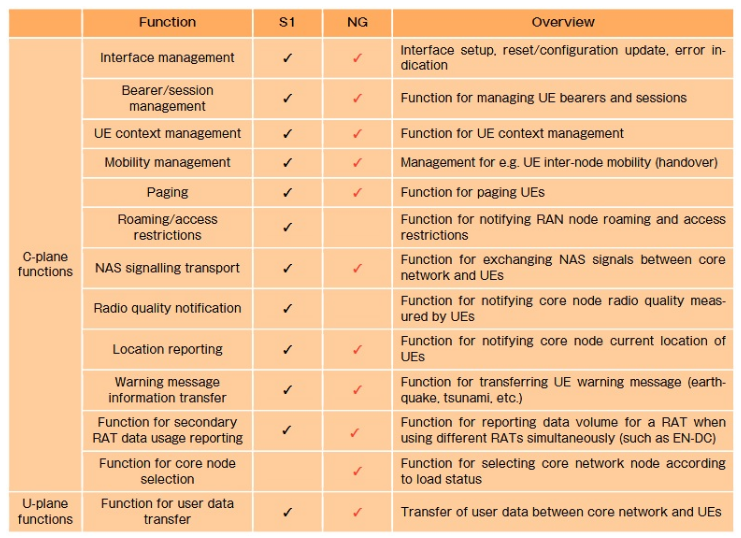 Function S1 NG Overview
Interface management ✓ ✓ Interface setup, reset/configuration update, error in-
dication
Bearer/session
management ✓ ✓ Function for managing UE bearers and sessions
UE context management ✓ ✓ Function for UE context management
Mobility management ✓ ✓ Management for e.g. UE inter-node mobility (handover)
Paging ✓ ✓ Function for paging UEs
Roaming/access
restrictions ✓ Function for notifying RAN node roaming and access
restrictions
C-plane
functions
NAS signalling transport ✓ ✓ Function for exchanging NAS signals between core
network and UEs
Radio quality notification ✓ Function for notifying core node radio quality meas-
ured by UEs
Location reporting ✓ ✓ Function for notifying core node current location of
UEs
Warning message
information transfer ✓ ✓ Function for transferring UE warning message (earth-
quake, tsunami, etc.)
Function for secondary
RAT data usage reporting ✓ ✓ Function for reporting data volume for a RAT when
using different RATs simultaneously (such as EN-DC)
Function for core node
selection ✓ Function for selecting core network node according
to load status
U-plane
functions
Function for user data
transfer ✓ ✓ Transfer of user data between core network and UEs